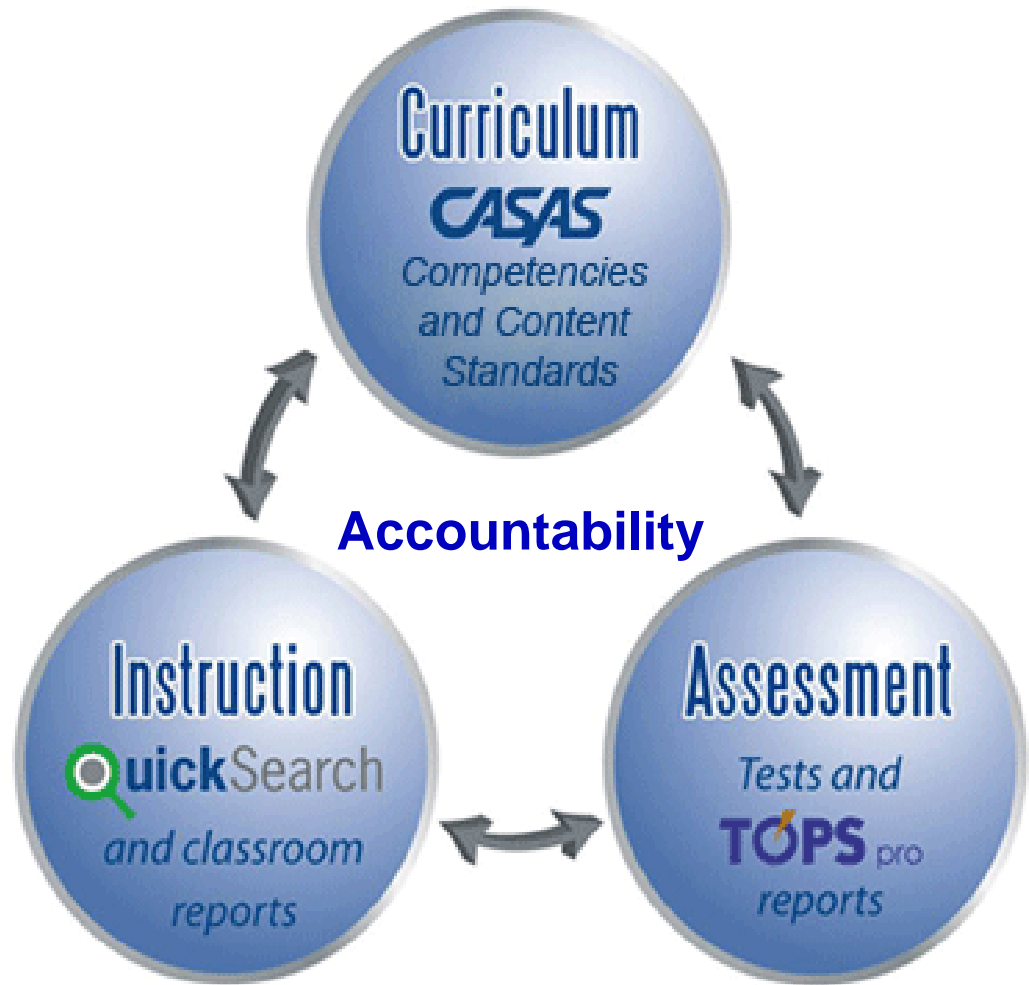 Curriculum
CASAS
Competencies
and Content
Standards
Accountability
Instruction
QuickSearch
and classroom
reports
Assessment
Tests and
TOPS pro
reports